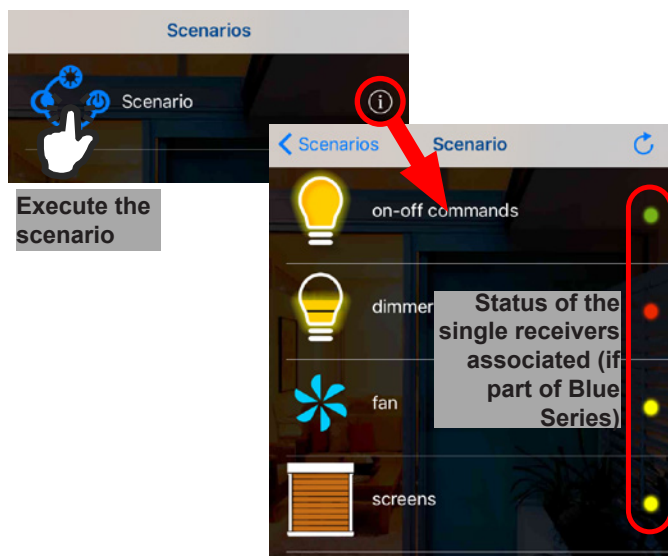 Scenarios
Scenario
Execute the
scenario
Scenarios
Scenario
on-off commands
dimmer
Status of the
single receivers
associated (if
part of Blue
Series)
fan
screens